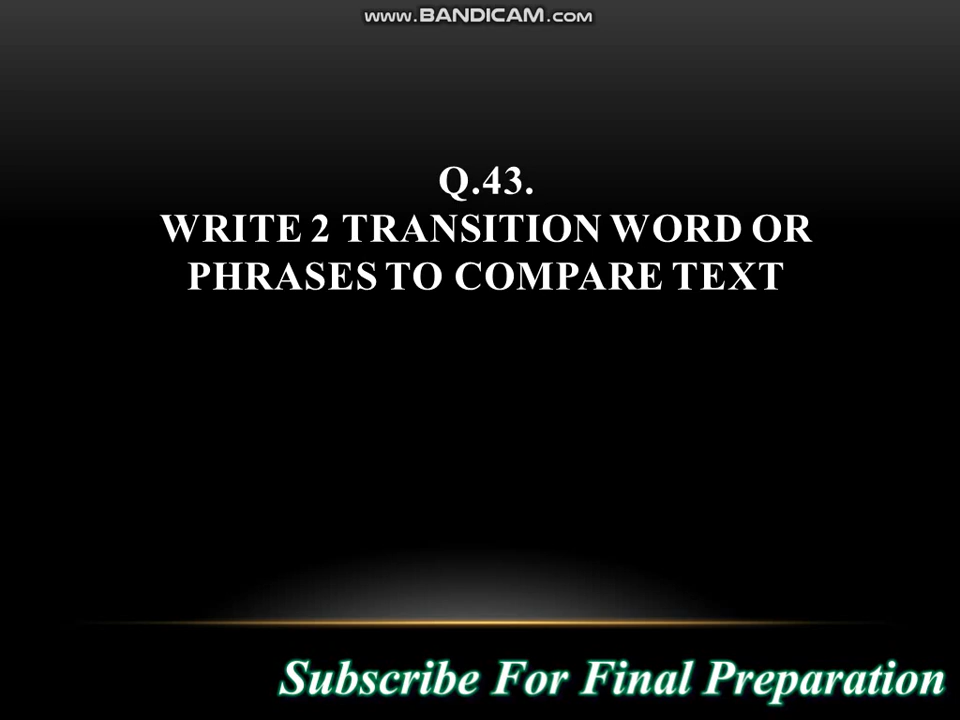 www.BANDICAM.COM
Q.43.
WRITE 2 TRANSITION WORD OR
PHRASES TO COMPARE TEXT
Subscribe For Final Preparation